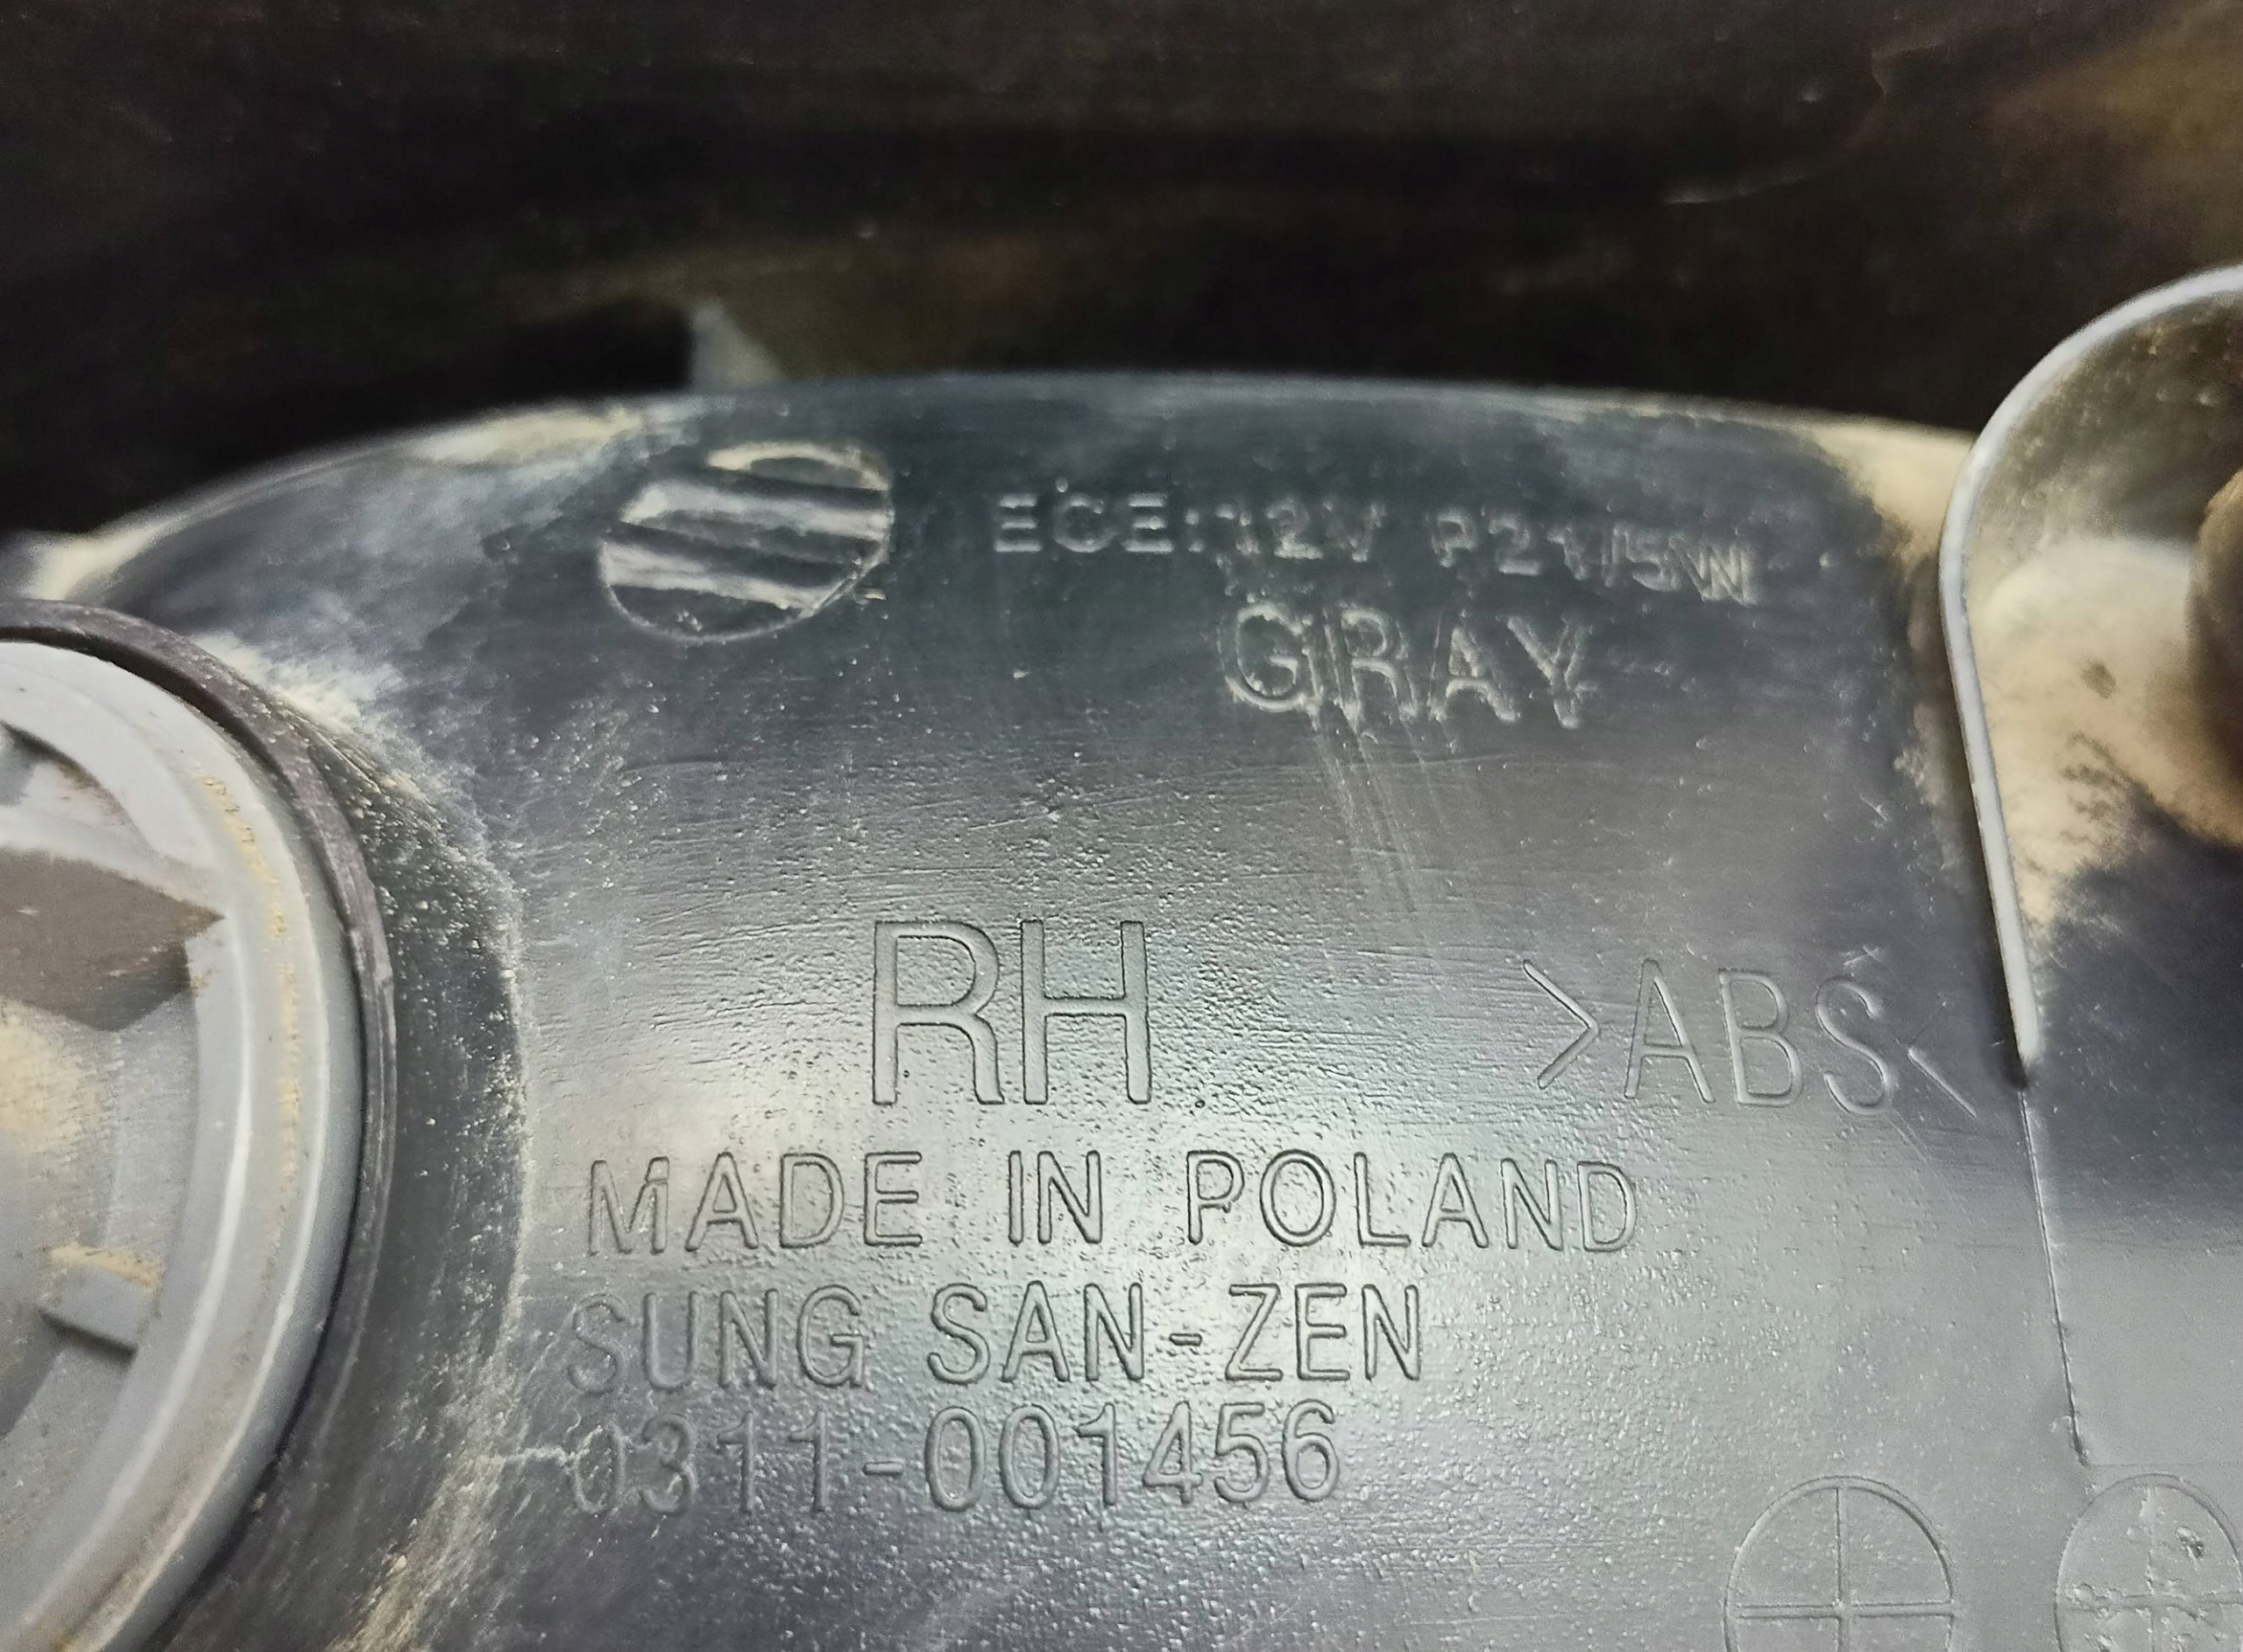 ECE:12V P21/5W
GRAY
RH
>ABS<
MADE IN POLAND
SUNG SAN-ZEN
0311-001456